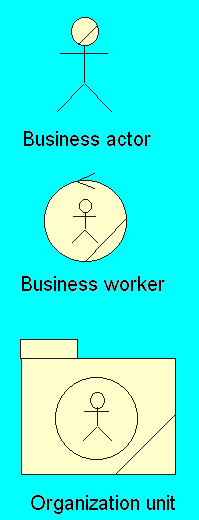 Business actor
Business worker
Organization unit